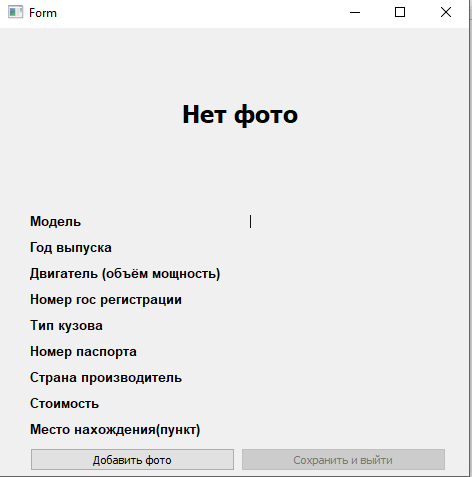 Form
Нет фото
Модель
Год выпуска
Двигатель (объём мощность)
Номер гос регистрации
Тип кузова
Номер паспорта
Страна производитель
Стоимость
Место нахождения(пункт)
Добавить фото Сохранить и выйти